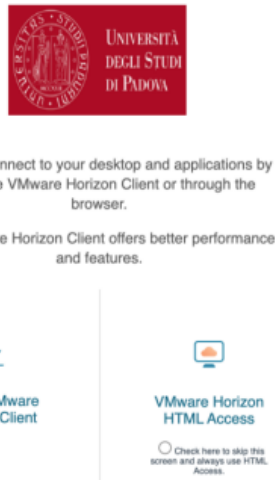 UNIVERSITÀ
DEGLI STUDI
DI PADOVA
nnect to your desktop and applications by
e VMware Horizon Client or through the
browser.
e Horizon Client offers better performance
and features.
Mware
Client
VMware Horizon
HTML Access
Check here to skip this
screen and always use HTML
Access.